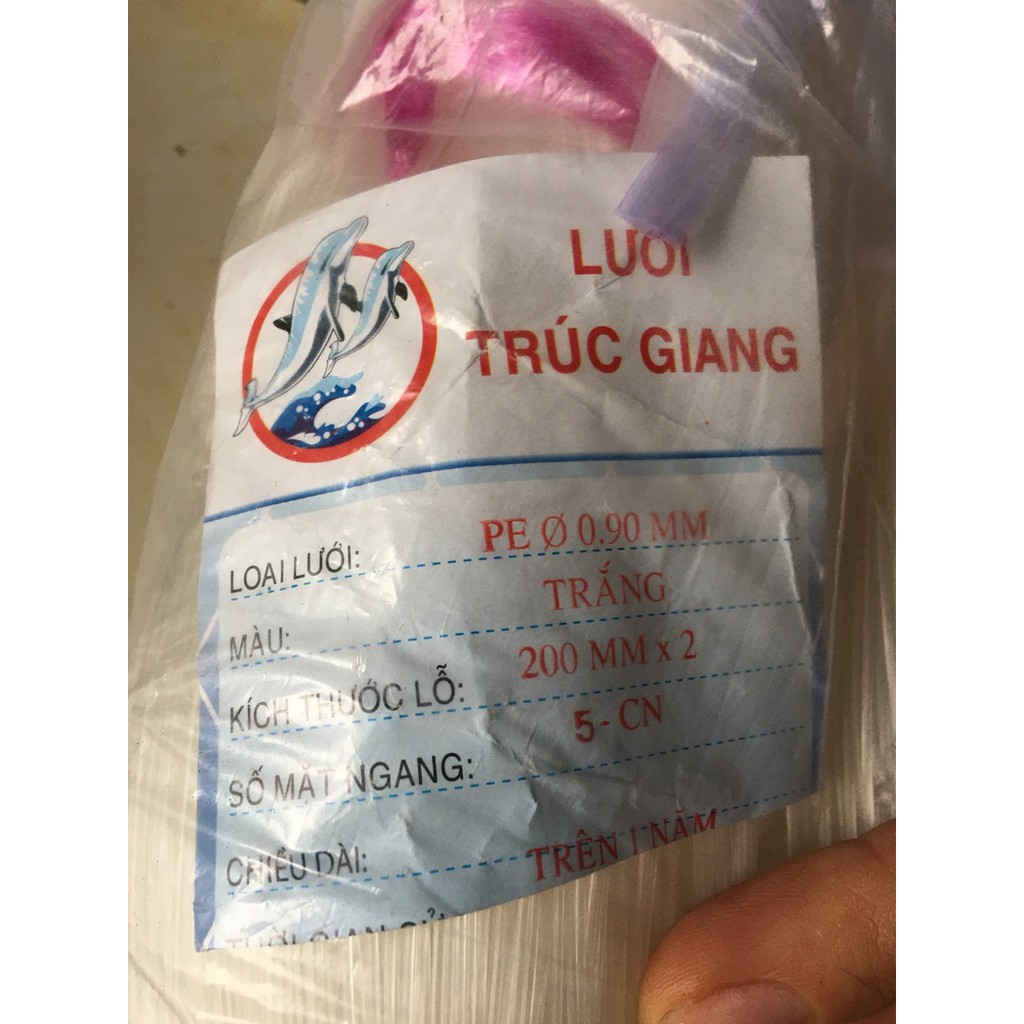 LƯỚI
TRÚC GIANG
LOẠI LƯỚI: PE Ø 0.90 MM
MÀU: TRẮNG
KÍCH THƯỚC LỖ: 200 MM x 2
SỐ MẶT NGANG: 5 - CN
CHIỀU DÀI:
TRÊN 1 NĂM